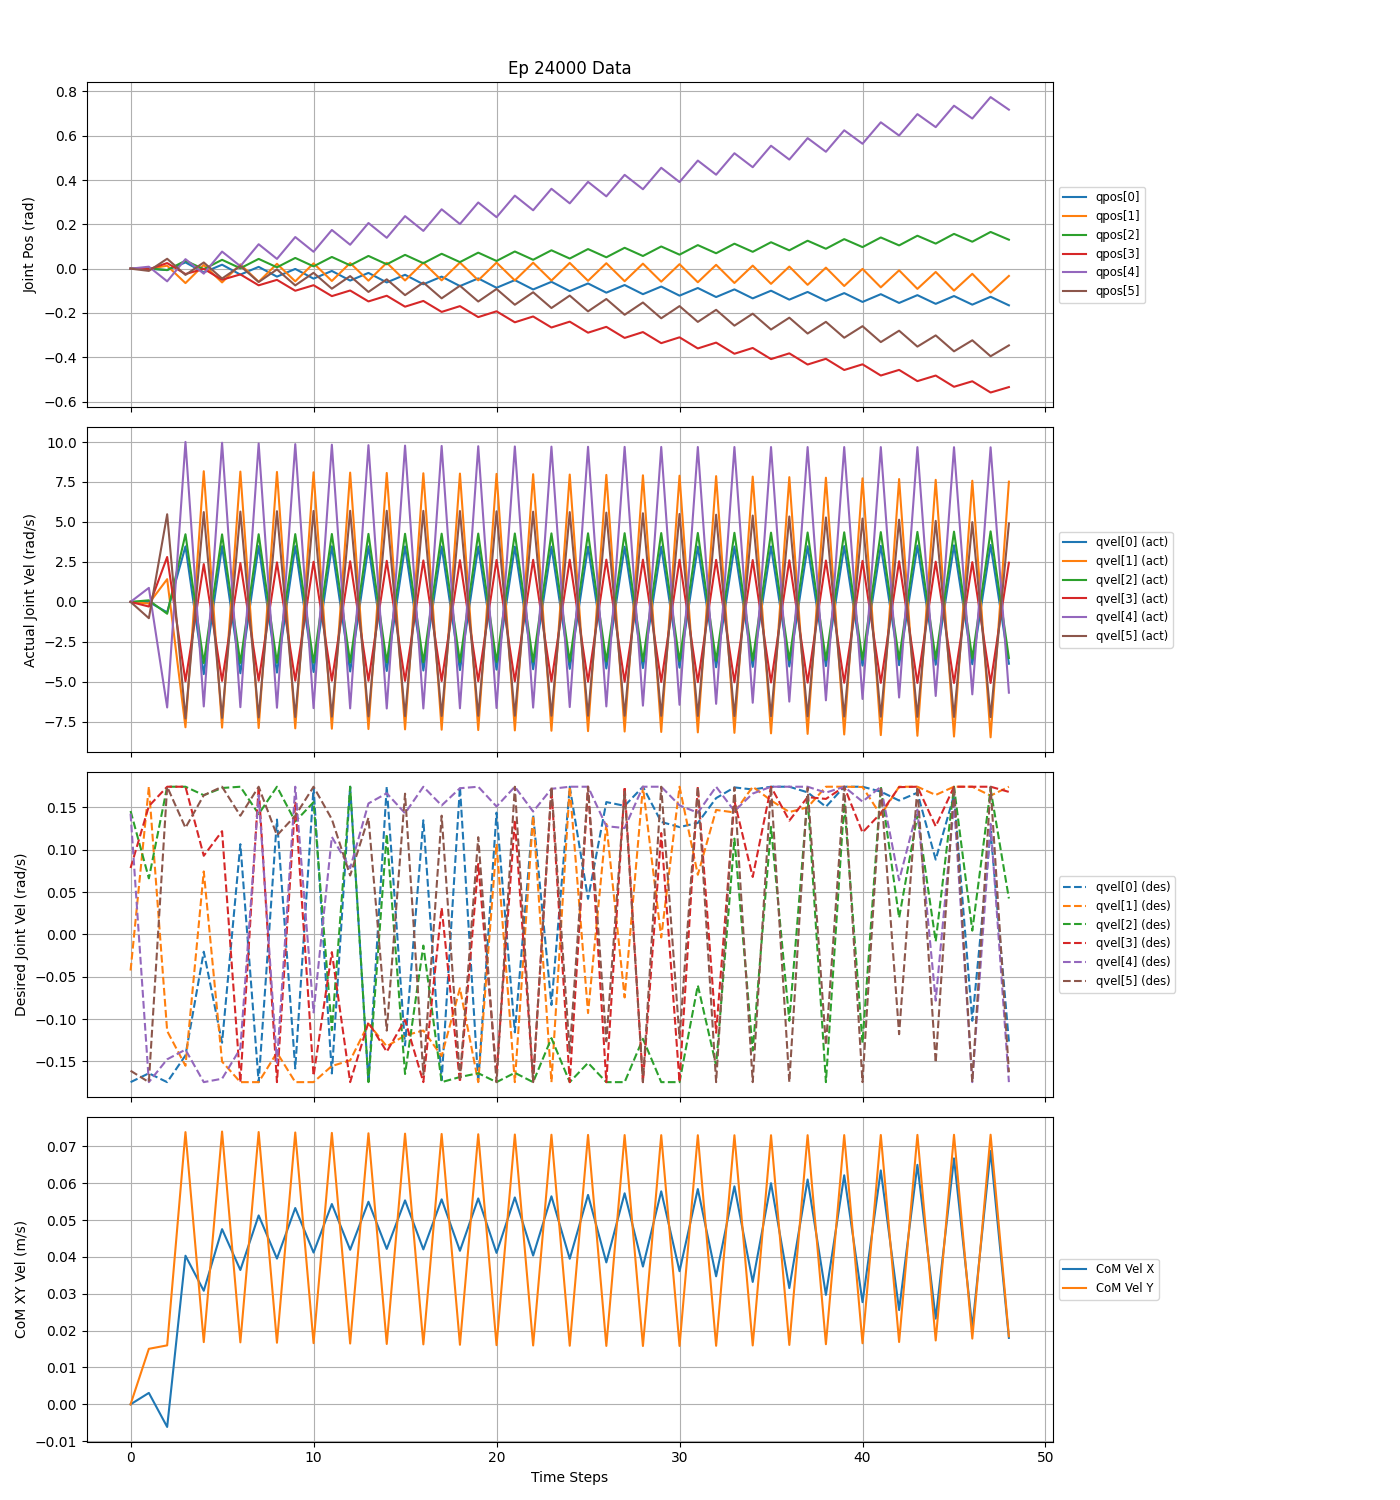 Ep 24000 Data
Joint Pos (rad)
0.8
0.6
0.4
0.2
0.0
−0.2
−0.4
−0.6
qpos[0]
qpos[1]
qpos[2]
qpos[3]
qpos[4]
qpos[5]
Actual Joint Vel (rad/s)
10.0
7.5
5.0
2.5
0.0
−2.5
−5.0
−7.5
qvel[0] (act)
qvel[1] (act)
qvel[2] (act)
qvel[3] (act)
qvel[4] (act)
qvel[5] (act)
Desired Joint Vel (rad/s)
0.15
0.10
0.05
0.00
−0.05
−0.10
−0.15
qvel[0] (des)
qvel[1] (des)
qvel[2] (des)
qvel[3] (des)
qvel[4] (des)
qvel[5] (des)
CoM XY Vel (m/s)
0.07
0.06
0.05
0.04
0.03
0.02
0.01
0.00
−0.01
CoM Vel X
CoM Vel Y
0 10 20 30 40 50
Time Steps